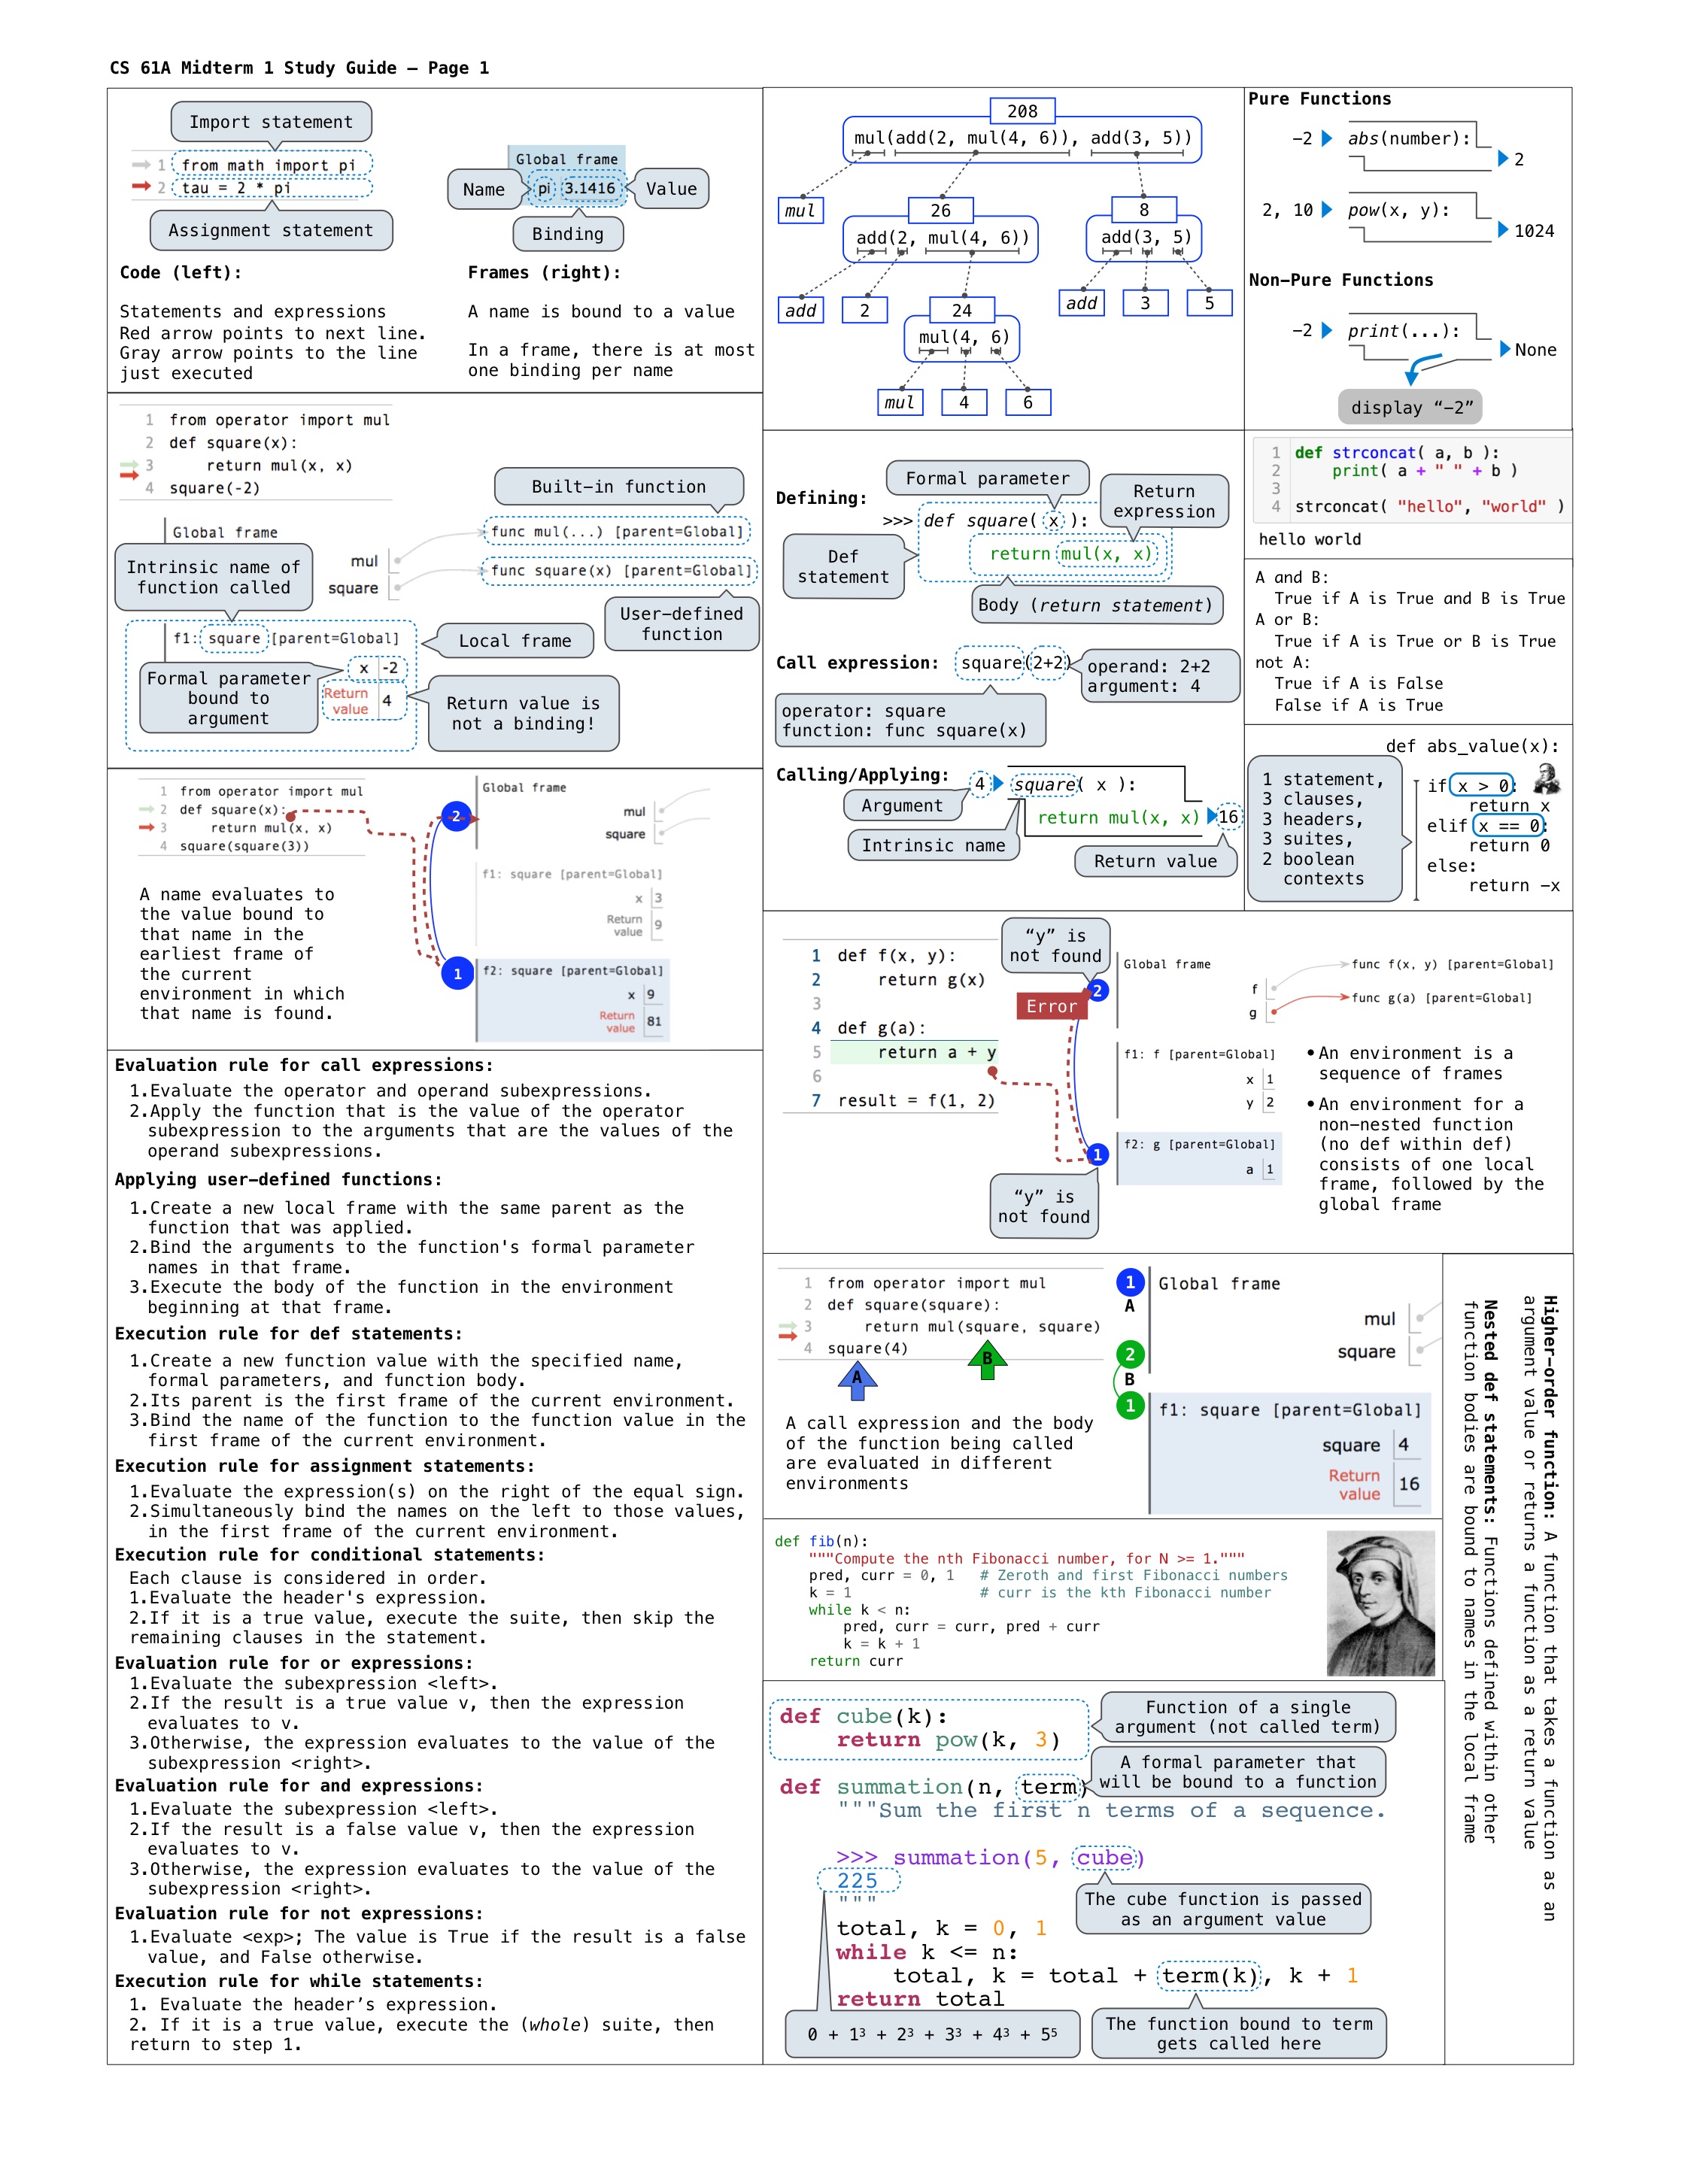 CS 61A Midterm 1 Study Guide – Page 1
Import statement
1 from math import pi
2 tau = 2 * pi
Assignment statement
Global frame
Name
pi 3.1416
Value
Binding
Code (left):
Statements and expressions
Red arrow points to next line.
Gray arrow points to the line
just executed
Frames (right):
A name is bound to a value
In a frame, there is at most
one binding per name
1 from operator import mul
2 def square(x):
3     return mul(x, x)
4 square(-2)
Built-in function
Global frame
func mul(...) [parent=Global]
mul
Intrinsic name of
function called
func square(x) [parent=Global]
square
User-defined
function
f1: square [parent=Global]
Local frame
x -2
Formal parameter
bound to
argument
Return
value 4
Return value is
not a binding!
1 from operator import mul
2 def square(x):
3     return mul(x, x)
4 square(square(3))
Global frame
mul
2
square
f1: square [parent=Global]
x 3
Return
value 9
A name evaluates to
the value bound to
that name in the
earliest frame of
the current
environment in which
that name is found.
1
f2: square [parent=Global]
x 9
Return
value 81
Evaluation rule for call expressions:
1.Evaluate the operator and operand subexpressions.
2.Apply the function that is the value of the operator
subexpression to the arguments that are the values of the
operand subexpressions.
Applying user-defined functions:
1.Create a new local frame with the same parent as the
function that was applied.
2.Bind the arguments to the function's formal parameter
names in that frame.
3.Execute the body of the function in the environment
beginning at that frame.
Execution rule for def statements:
1.Create a new function value with the specified name,
formal parameters, and function body.
2.Its parent is the first frame of the current environment.
3.Bind the name of the function to the function value in the
first frame of the current environment.
Execution rule for assignment statements:
1.Evaluate the expression(s) on the right of the equal sign.
2.Simultaneously bind the names on the left to those values,
in the first frame of the current environment.
Execution rule for conditional statements:
Each clause is considered in order.
1.Evaluate the header's expression.
2.If it is a true value, execute the suite, then skip the
remaining clauses in the statement.
Evaluation rule for or expressions:
1.Evaluate the subexpression <left>.
2.If the result is a true value v, then the expression
evaluates to v.
3.Otherwise, the expression evaluates to the value of the
subexpression <right>.
Evaluation rule for and expressions:
1.Evaluate the subexpression <left>.
2.If the result is a false value v, then the expression
evaluates to v.
3.Otherwise, the expression evaluates to the value of the
subexpression <right>.
Evaluation rule for not expressions:
1.Evaluate <exp>; The value is True if the result is a false
value, and False otherwise.
Execution rule for while statements:
1. Evaluate the header’s expression.
2. If it is a true value, execute the (whole) suite, then
return to step 1.
208
mul(add(2, mul(4, 6)), add(3, 5))
mul
26
8
add(2, mul(4, 6))
add(3, 5)
add
2
24
add
3
5
mul(4, 6)
mul
4
6
Pure Functions
-2 abs(number):
2
2, 10 pow(x, y):
1024
Non-Pure Functions
-2 print(...):
None
display “-2”
Defining:
Formal parameter
Return
expression
>>> def square( x ):
Def
statement
return mul(x, x)
Body (return statement)
Call expression:
square(2+2)
operand: 2+2
argument: 4
operator: square
function: func square(x)
Calling/Applying:
4
square( x ):
Argument
return mul(x, x)
16
Intrinsic name
Return value
1 def strconcat( a, b ):
2     print( a + " " + b )
3
4 strconcat( "hello", "world" )
hello world
A and B:
True if A is True and B is True
A or B:
True if A is True or B is True
not A:
True if A is False
False if A is True
def abs_value(x):
1 statement,
3 clauses,
3 headers,
3 suites,
2 boolean
contexts
if x > 0:
return x
elif x == 0:
return 0
else:
return -x
1 def f(x, y):
2     return g(x)
3
4 def g(a):
5     return a + y
6
7 result = f(1, 2)
“y” is
not found
2
Error
Global frame
f
func f(x, y) [parent=Global]
g
func g(a) [parent=Global]
f1: f [parent=Global]
x 1
y 2
1
f2: g [parent=Global]
a 1
“y” is
not found
•An environment is a
sequence of frames
•An environment for a
non-nested function
(no def within def)
consists of one local
frame, followed by the
global frame
1 from operator import mul
2 def square(square):
3     return mul(square, square)
4 square(4)
A
B
A call expression and the body
of the function being called
are evaluated in different
environments
1
A
Global frame
mul
square
2
B
1
f1: square [parent=Global]
square 4
Return
value 16
def fib(n):
"""Compute the nth Fibonacci number, for N >= 1."""
pred, curr = 0, 1 # Zeroth and first Fibonacci numbers
k = 1 # curr is the kth Fibonacci number
while k < n:
pred, curr = curr, pred + curr
k = k + 1
return curr
def cube(k):
return pow(k, 3)
Function of a single
argument (not called term)
A formal parameter that
will be bound to a function
def summation(n, term)
"""Sum the first n terms of a sequence.
>>> summation(5, cube)
225
"""
The cube function is passed
as an argument value
total, k = 0, 1
while k <= n:
total, k = total + term(k), k + 1
return total
0 + 1³ + 2³ + 3³ + 4³ + 5⁵
The function bound to term
gets called here
Higher-order function: A function that takes a function as an
argument value or returns a function as a return value
Nested def statements: Functions defined within other
function bodies are bound to names in the local frame